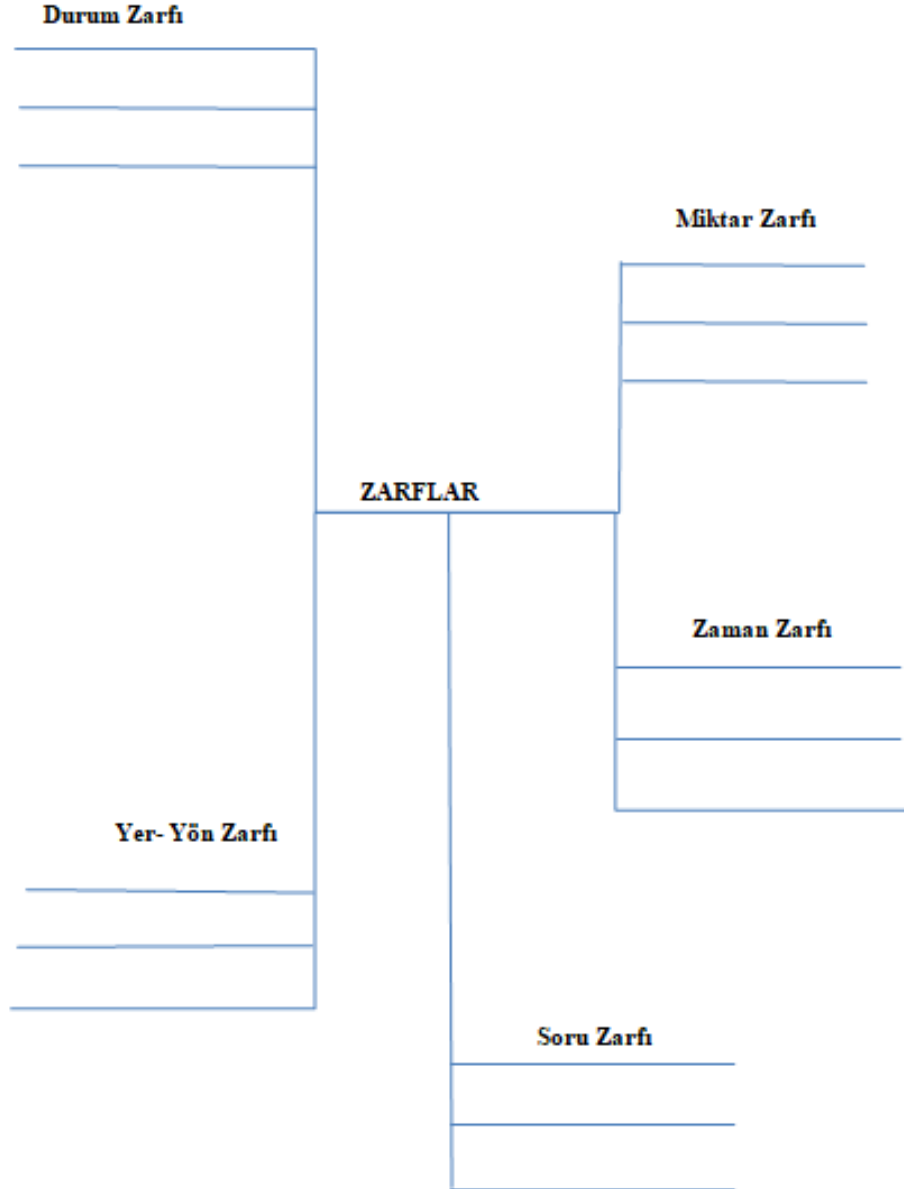 Durum Zarfı
Miktar Zarfı
ZARFLAR
Zaman Zarfı
Yer- Yön Zarfı
Soru Zarfı